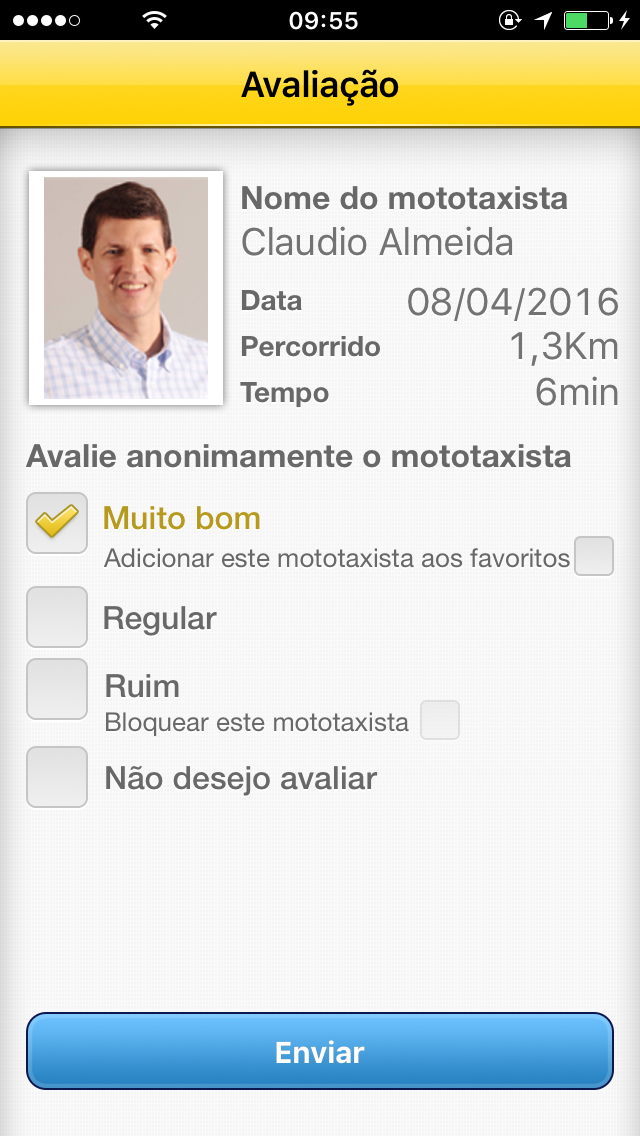 09:55
Avaliação
Nome do mototaxista
Claudio Almeida
Data 08/04/2016
Percorrido 1,3Km
Tempo 6min
Avalie anonimamente o mototaxista
Muito bom
Adicionar este mototaxista aos favoritos
Regular
Ruim
Bloquear este mototaxista
Não desejo avaliar
Enviar